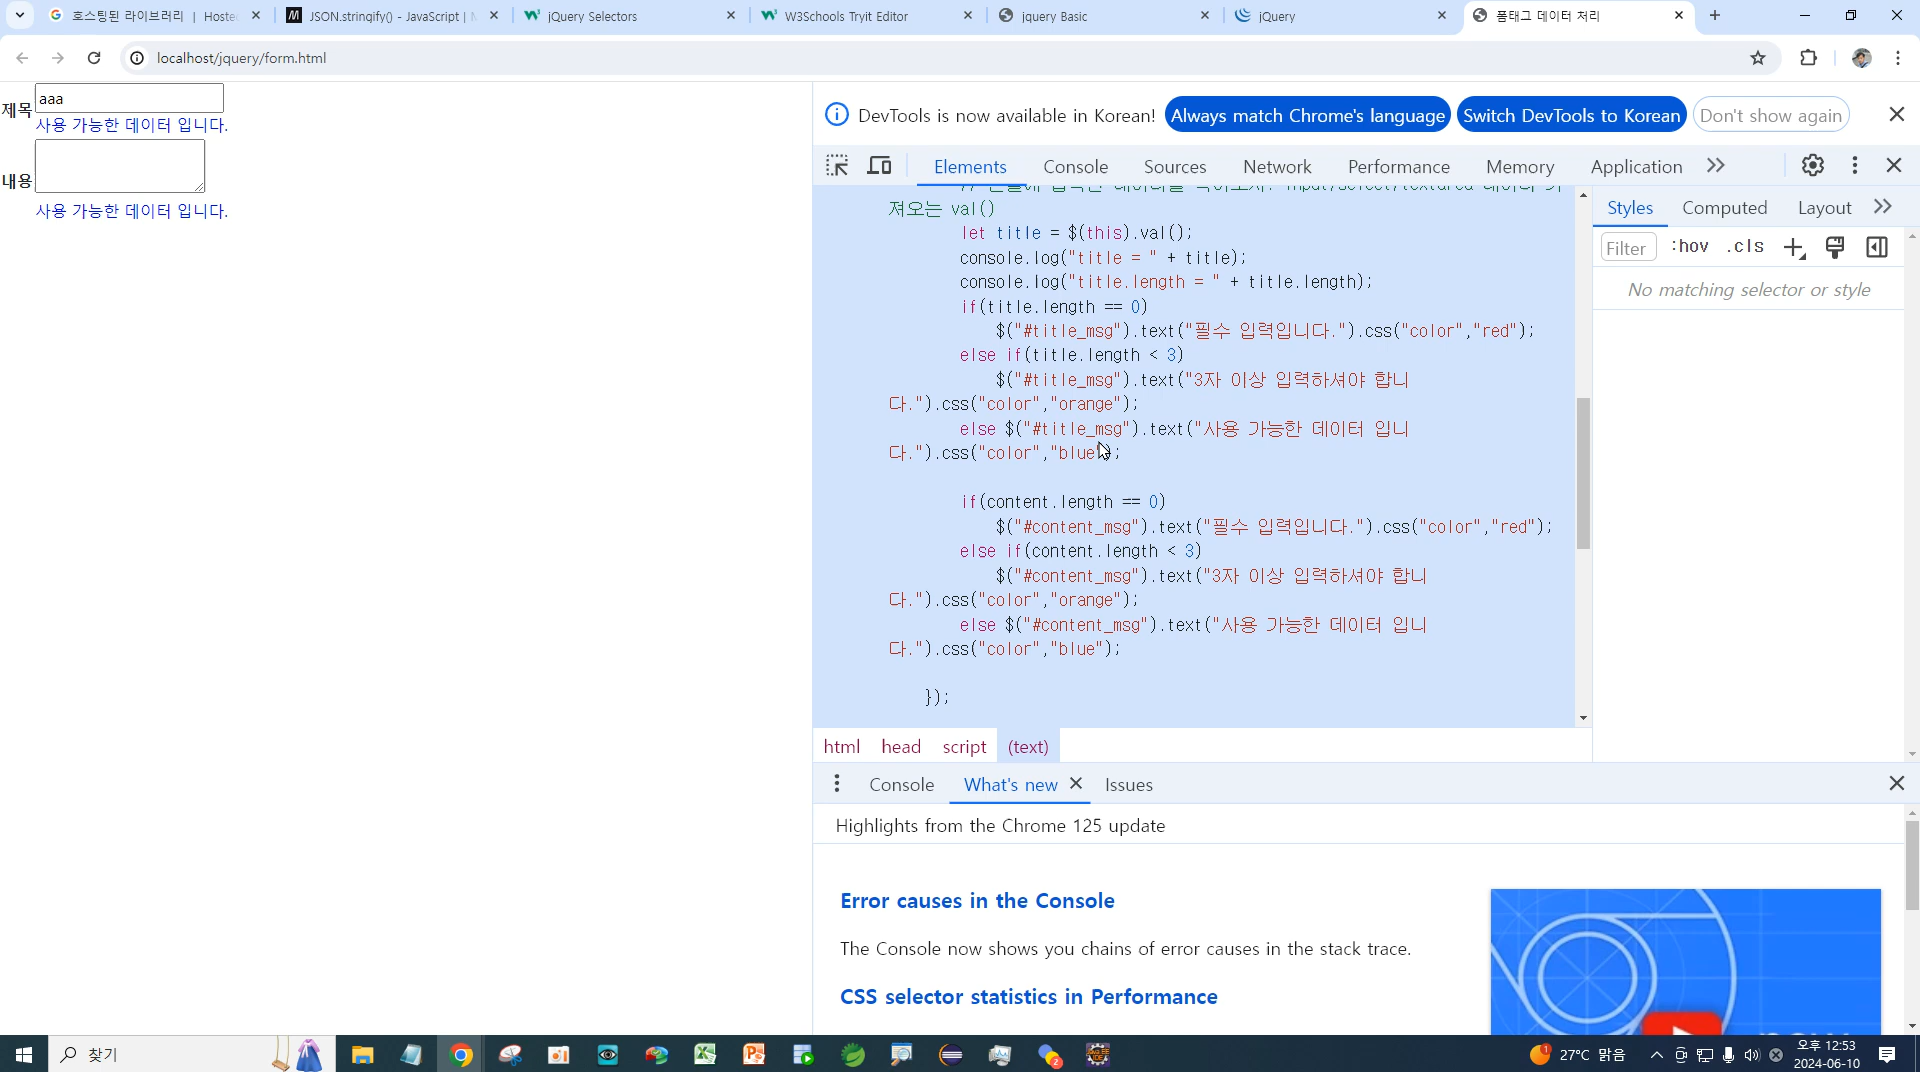 호스팅된 라이브러리 | Hoste
JSON.stringify() - JavaScript |
jQuery Selectors
W3Schools Tryit Editor
jquery Basic
jQuery
폼태그 데이터 처리
localhost/jquery/form.html
제목
aaa
사용 가능한 데이터 입니다.
내용
사용 가능한 데이터 입니다.
DevTools is now available in Korean!
Always match Chrome's language
Switch DevTools to Korean
Don't show again
Elements
Console
Sources
Network
Performance
Memory
Application
져오는 val()
let title = $(this).val();
console.log("title = " + title);
console.log("title.length = " + title.length);
if(title.length == 0)
$("#title_msg").text("필수 입력입니다.").css("color","red");
else if(title.length < 3)
$("#title_msg").text("3자 이상 입력하셔야 합니
다.").css("color","orange");
else $("#title_msg").text("사용 가능한 데이터 입니
다.").css("color","blue");
if(content.length == 0)
$("#content_msg").text("필수 입력입니다.").css("color","red");
else if(content.length < 3)
$("#content_msg").text("3자 이상 입력하셔야 합니
다.").css("color","orange");
else $("#content_msg").text("사용 가능한 데이터 입니
다.").css("color","blue");
});
html
head
script
(text)
Styles
Computed
Layout
Filter
:hov
.cls
No matching selector or style
Console
What's new
Issues
Highlights from the Chrome 125 update
Error causes in the Console
The Console now shows you chains of error causes in the stack trace.
CSS selector statistics in Performance
찾기
27°C 맑음
오후 12:53
2024-06-10